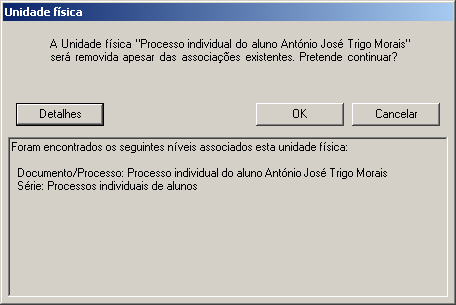 Unidade física
A Unidade física "Processo individual do aluno António José Trigo Morais"
será removida apesar das associações existentes. Pretende continuar?
Detalhes OK Cancelar
Foram encontrados os seguintes níveis associados esta unidade física:
Documento/Processo: Processo individual do aluno António José Trigo Morais
Série: Processos individuais de alunos